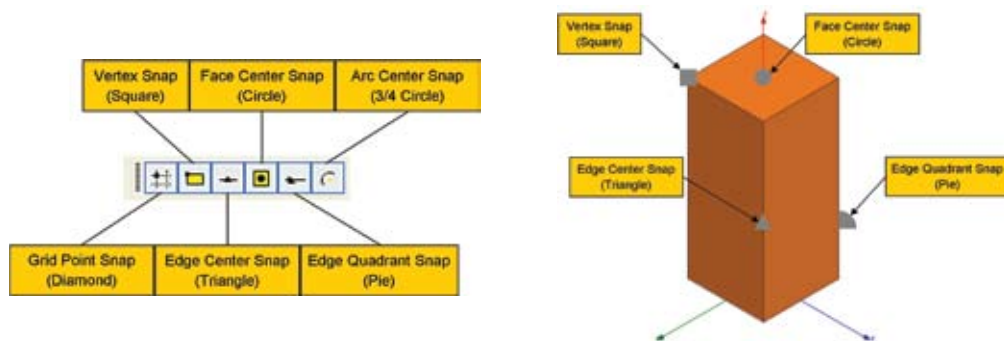 Vertex Snap
(Square)
Face Center Snap
(Circle)
Arc Center Snap
(3/4 Circle)
Grid Point Snap
(Diamond)
Edge Center Snap
(Triangle)
Edge Quadrant Snap
(Pie)
Vertex Snap
(Square)
Face Center Snap
(Circle)
Edge Center Snap
(Triangle)
Edge Quadrant Snap
(Pie)